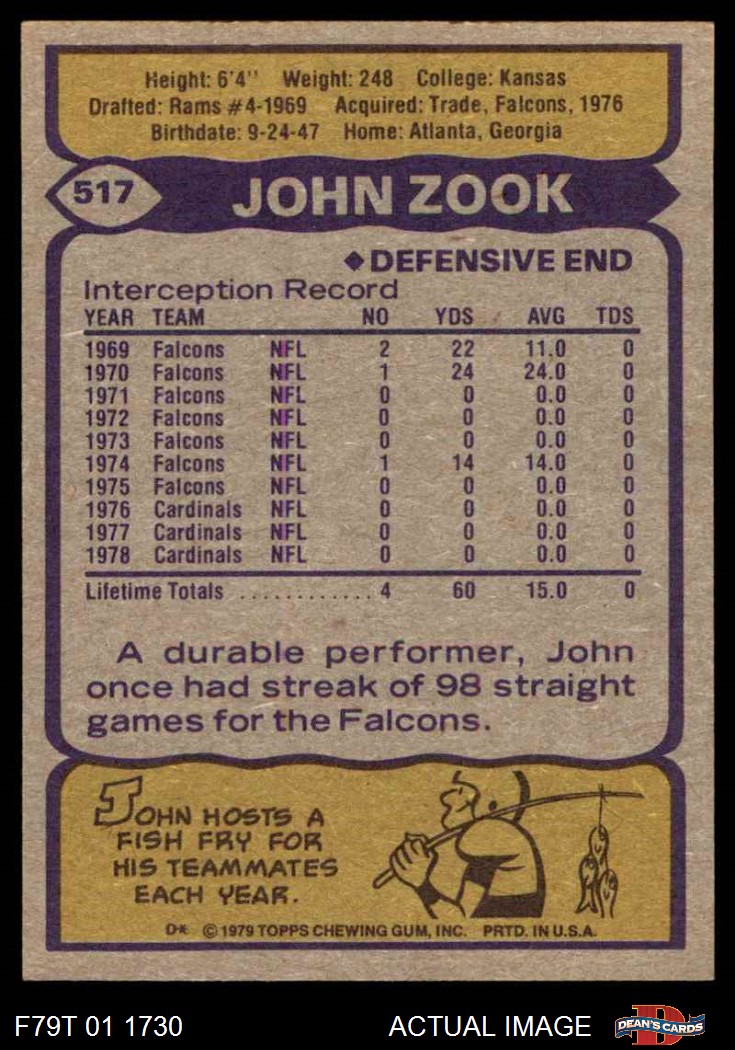 Height: 6'4" Weight: 248 College: Kansas
Drafted: Rams #4-1969 Acquired: Trade, Falcons, 1976
Birthdate: 9-24-47 Home: Atlanta, Georgia
517 JOHN ZOOK
◆DEFENSIVE END
Interception Record
YEAR TEAM NO YDS AVG TDS
1969 Falcons NFL 2 22 11.0 0
1970 Falcons NFL 1 24 24.0 0
1971 Falcons NFL 0 0 0.0 0
1972 Falcons NFL 0 0 0.0 0
1973 Falcons NFL 0 0 0.0 0
1974 Falcons NFL 1 14 14.0 0
1975 Falcons NFL 0 0 0.0 0
1976 Cardinals NFL 0 0 0.0 0
1977 Cardinals NFL 0 0 0.0 0
1978 Cardinals NFL 0 0 0.0 0
Lifetime Totals ............ 4 60 15.0 0
A durable performer, John
once had streak of 98 straight
games for the Falcons.
JOHN HOSTS A
FISH FRY FOR
HIS TEAMMATES
EACH YEAR.
D* © 1979 TOPPS CHEWING GUM, INC. PRTD. IN U.S.A.
F79T 01 1730 ACTUAL IMAGE D DEAN'S CARDS